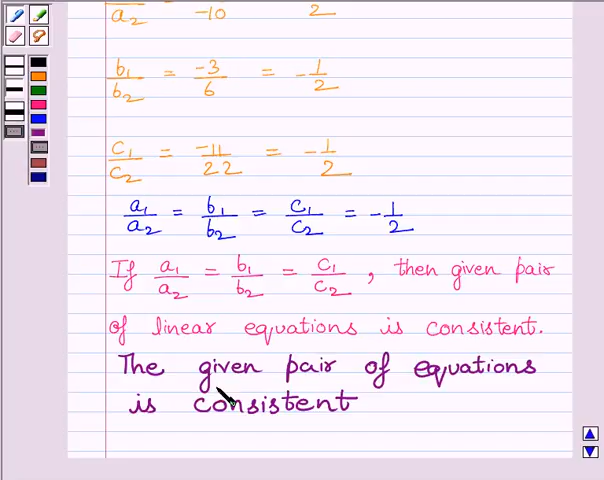 a2 -10 2
b1/b2 = -3/6 = -1/2
c1/c2 = -11/22 = -1/2
a1/a2 = b1/b2 = c1/c2 = -1/2
If a1/a2 = b1/b2 = c1/c2 , then given pair
of linear equations is consistent.
The given pair of equations
is consistent